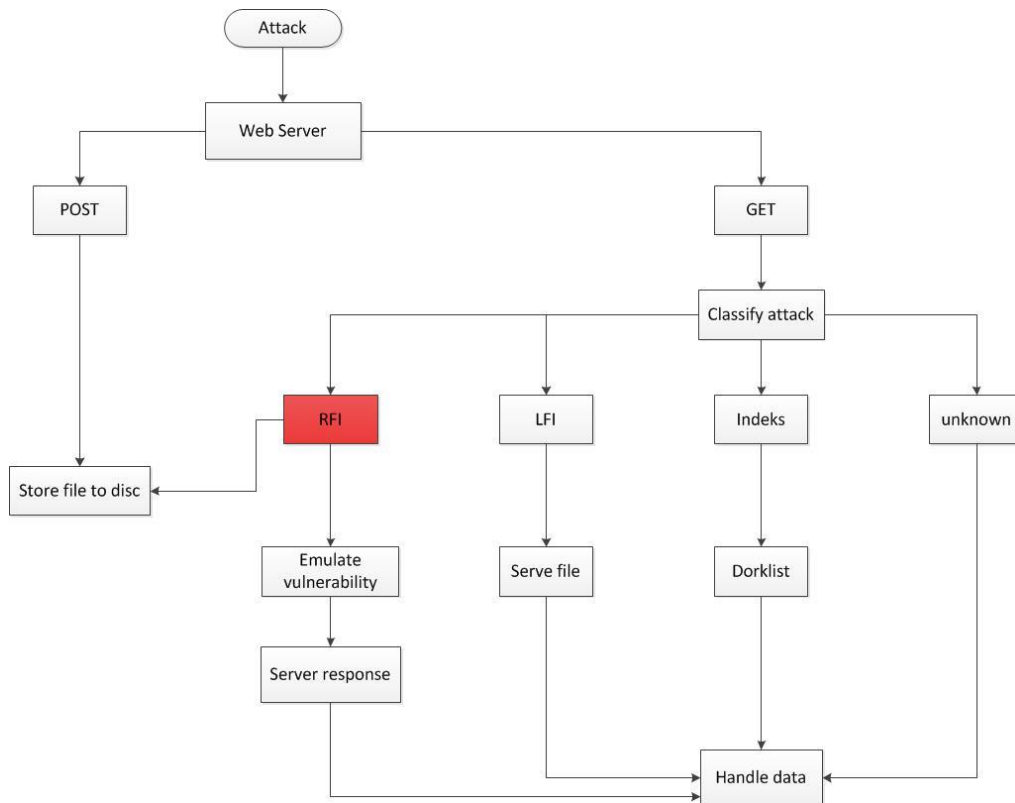 Attack
Web Server
POST
GET
Classify attack
RFI
LFI
Indeks
unknown
Store file to disc
Emulate
vulnerability
Serve file
Dorklist
Server response
Handle data